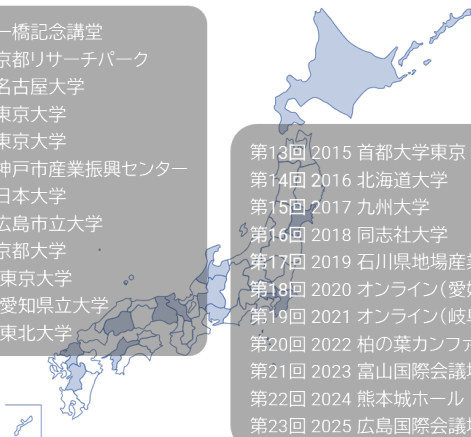 一橋記念講堂
京都リサーチパーク
名古屋大学
東京大学
東京大学
神戸市産業振興センター
日本大学
広島市立大学
京都大学
東京大学
愛知県立大学
東北大学
第13回 2015 首都大学東京
第14回 2016 北海道大学
第15回 2017 九州大学
第16回 2018 同志社大学
第17回 2019 石川県地場産
第18回 2020 オンライン（愛
第19回 2021 オンライン（岐
第20回 2022 柏の葉カンファ
第21回 2023 富山国際会議
第22回 2024 熊本城ホール
第23回 2025 広島国際会議